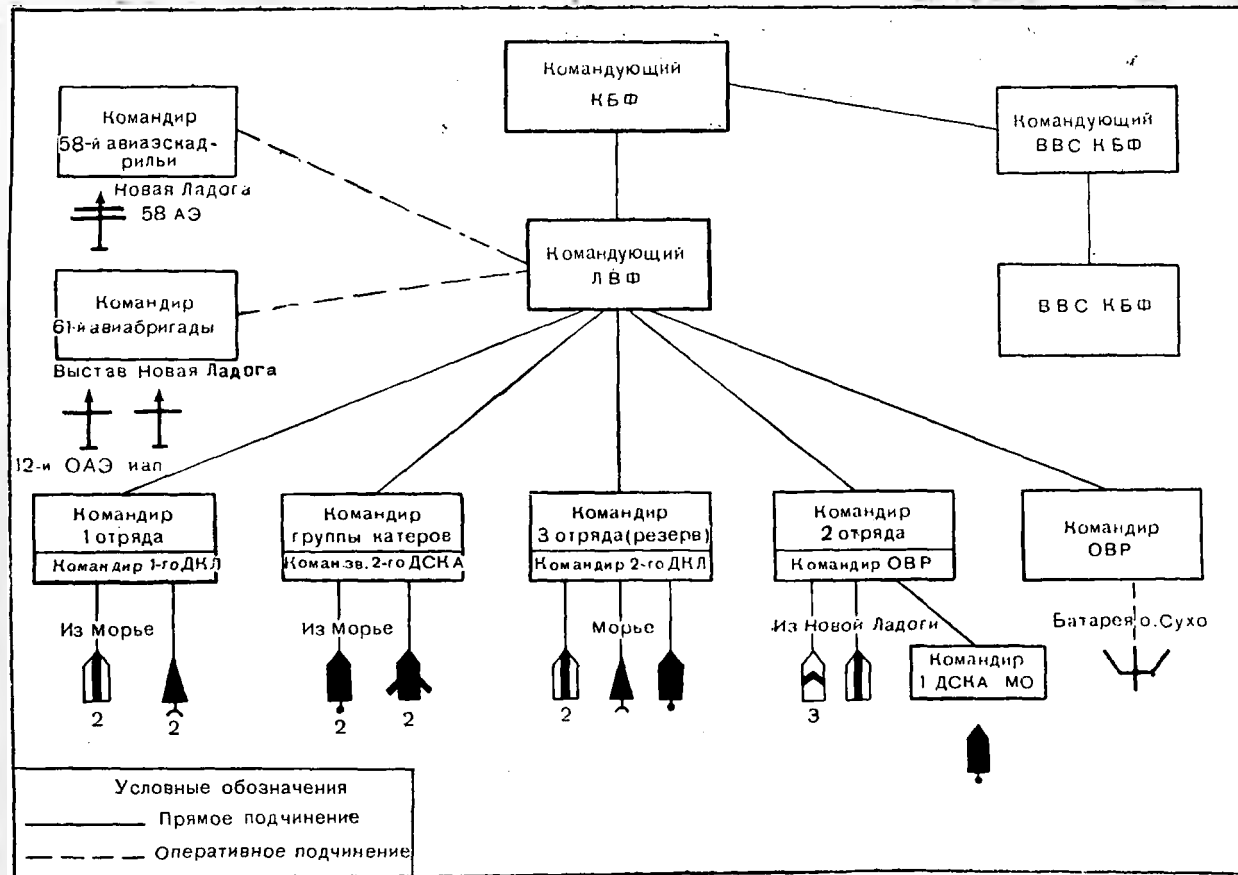 Командующий
КБФ
Командир
58-й авиаэскад-
рильи
Новая Ладога
58 АЭ
Командующий
ВВС КБФ
Командующий
ЛВФ
ВВС КБФ
Командир
61-й авиабригады
Выстав Новая Ладога
12-и ОАЭ иап
Командир
1 отряда
Командир 1-го ДКЛ
Командир
группы катеров
Коман.зв. 2-го ДСКА
Командир
3 отряда (резерв)
Командир 2-го ДКЛ
Командир
2 отряда
Командир ОВР
Командир
ОВР
Из Морье
2
2
Из Морье
2
2
Морье
2
Из Новой Ладоги
3
Командир
1 ДСКА МО
Батарея о. Сухо
Условные обозначения
Прямое подчинение
Оперативное подчинение